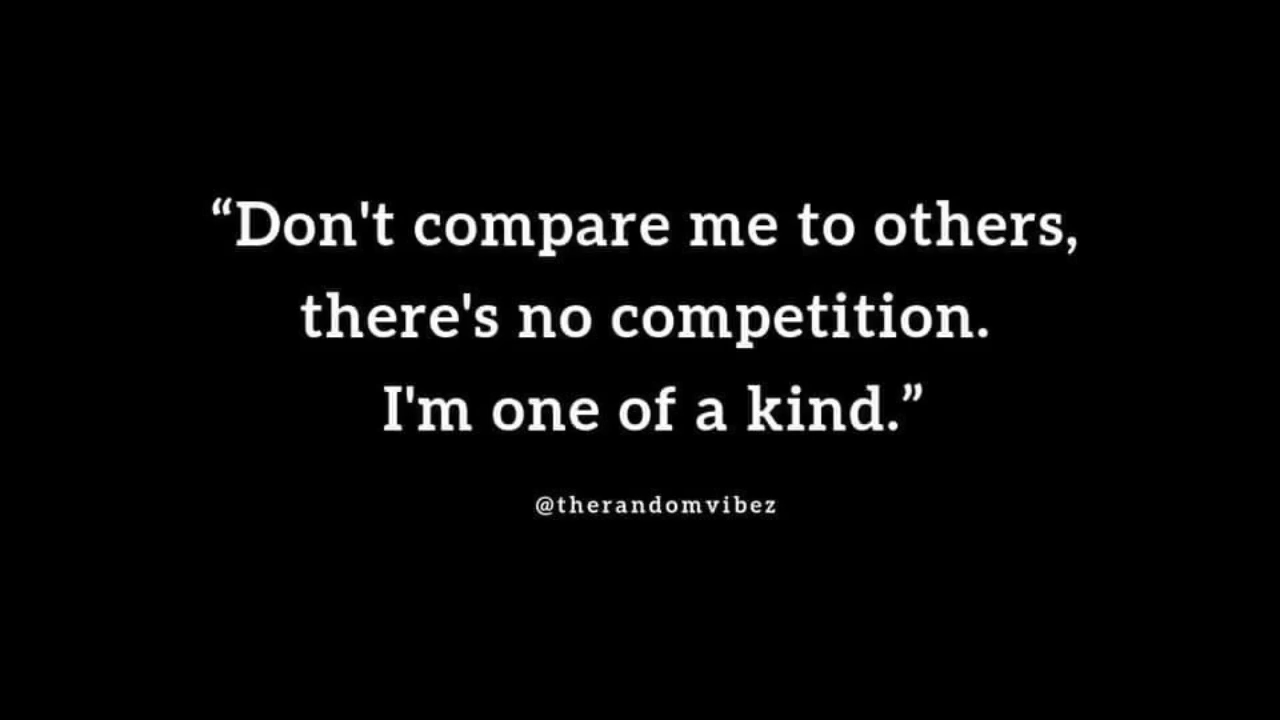 “Don't compare me to others,
there's no competition.
I'm one of a kind.”
@therandomvibez